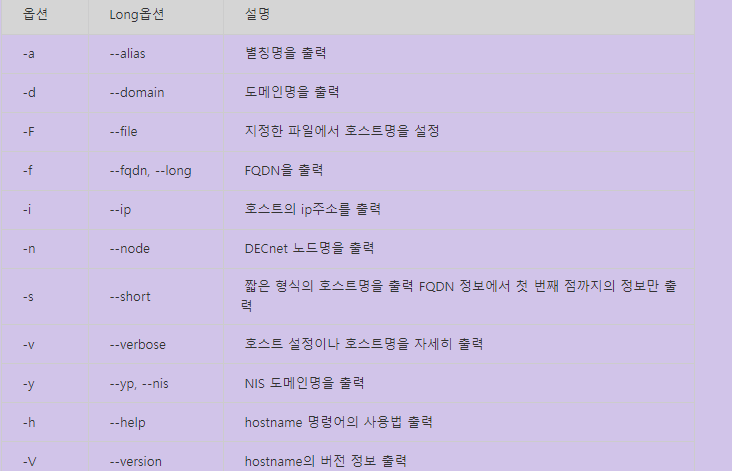 옵션 Long옵션 설명
-a --alias 별칭명을 출력
-d --domain 도메인명을 출력
-F --file 지정한 파일에서 호스트명을 설정
-f --fqdn, --long FQDN을 출력
-i --ip 호스트의 ip주소를 출력
-n --node DECnet 노드명을 출력
-s --short 짧은 형식의 호스트명을 출력 FQDN 정보에서 첫 번째 점까지의 정보만 출
력
-v --verbose 호스트 설정이나 호스트명을 자세히 출력
-y --yp, --nis NIS 도메인명을 출력
-h --help hostname 명령어의 사용법 출력
-V --version hostname의 버전 정보 출력